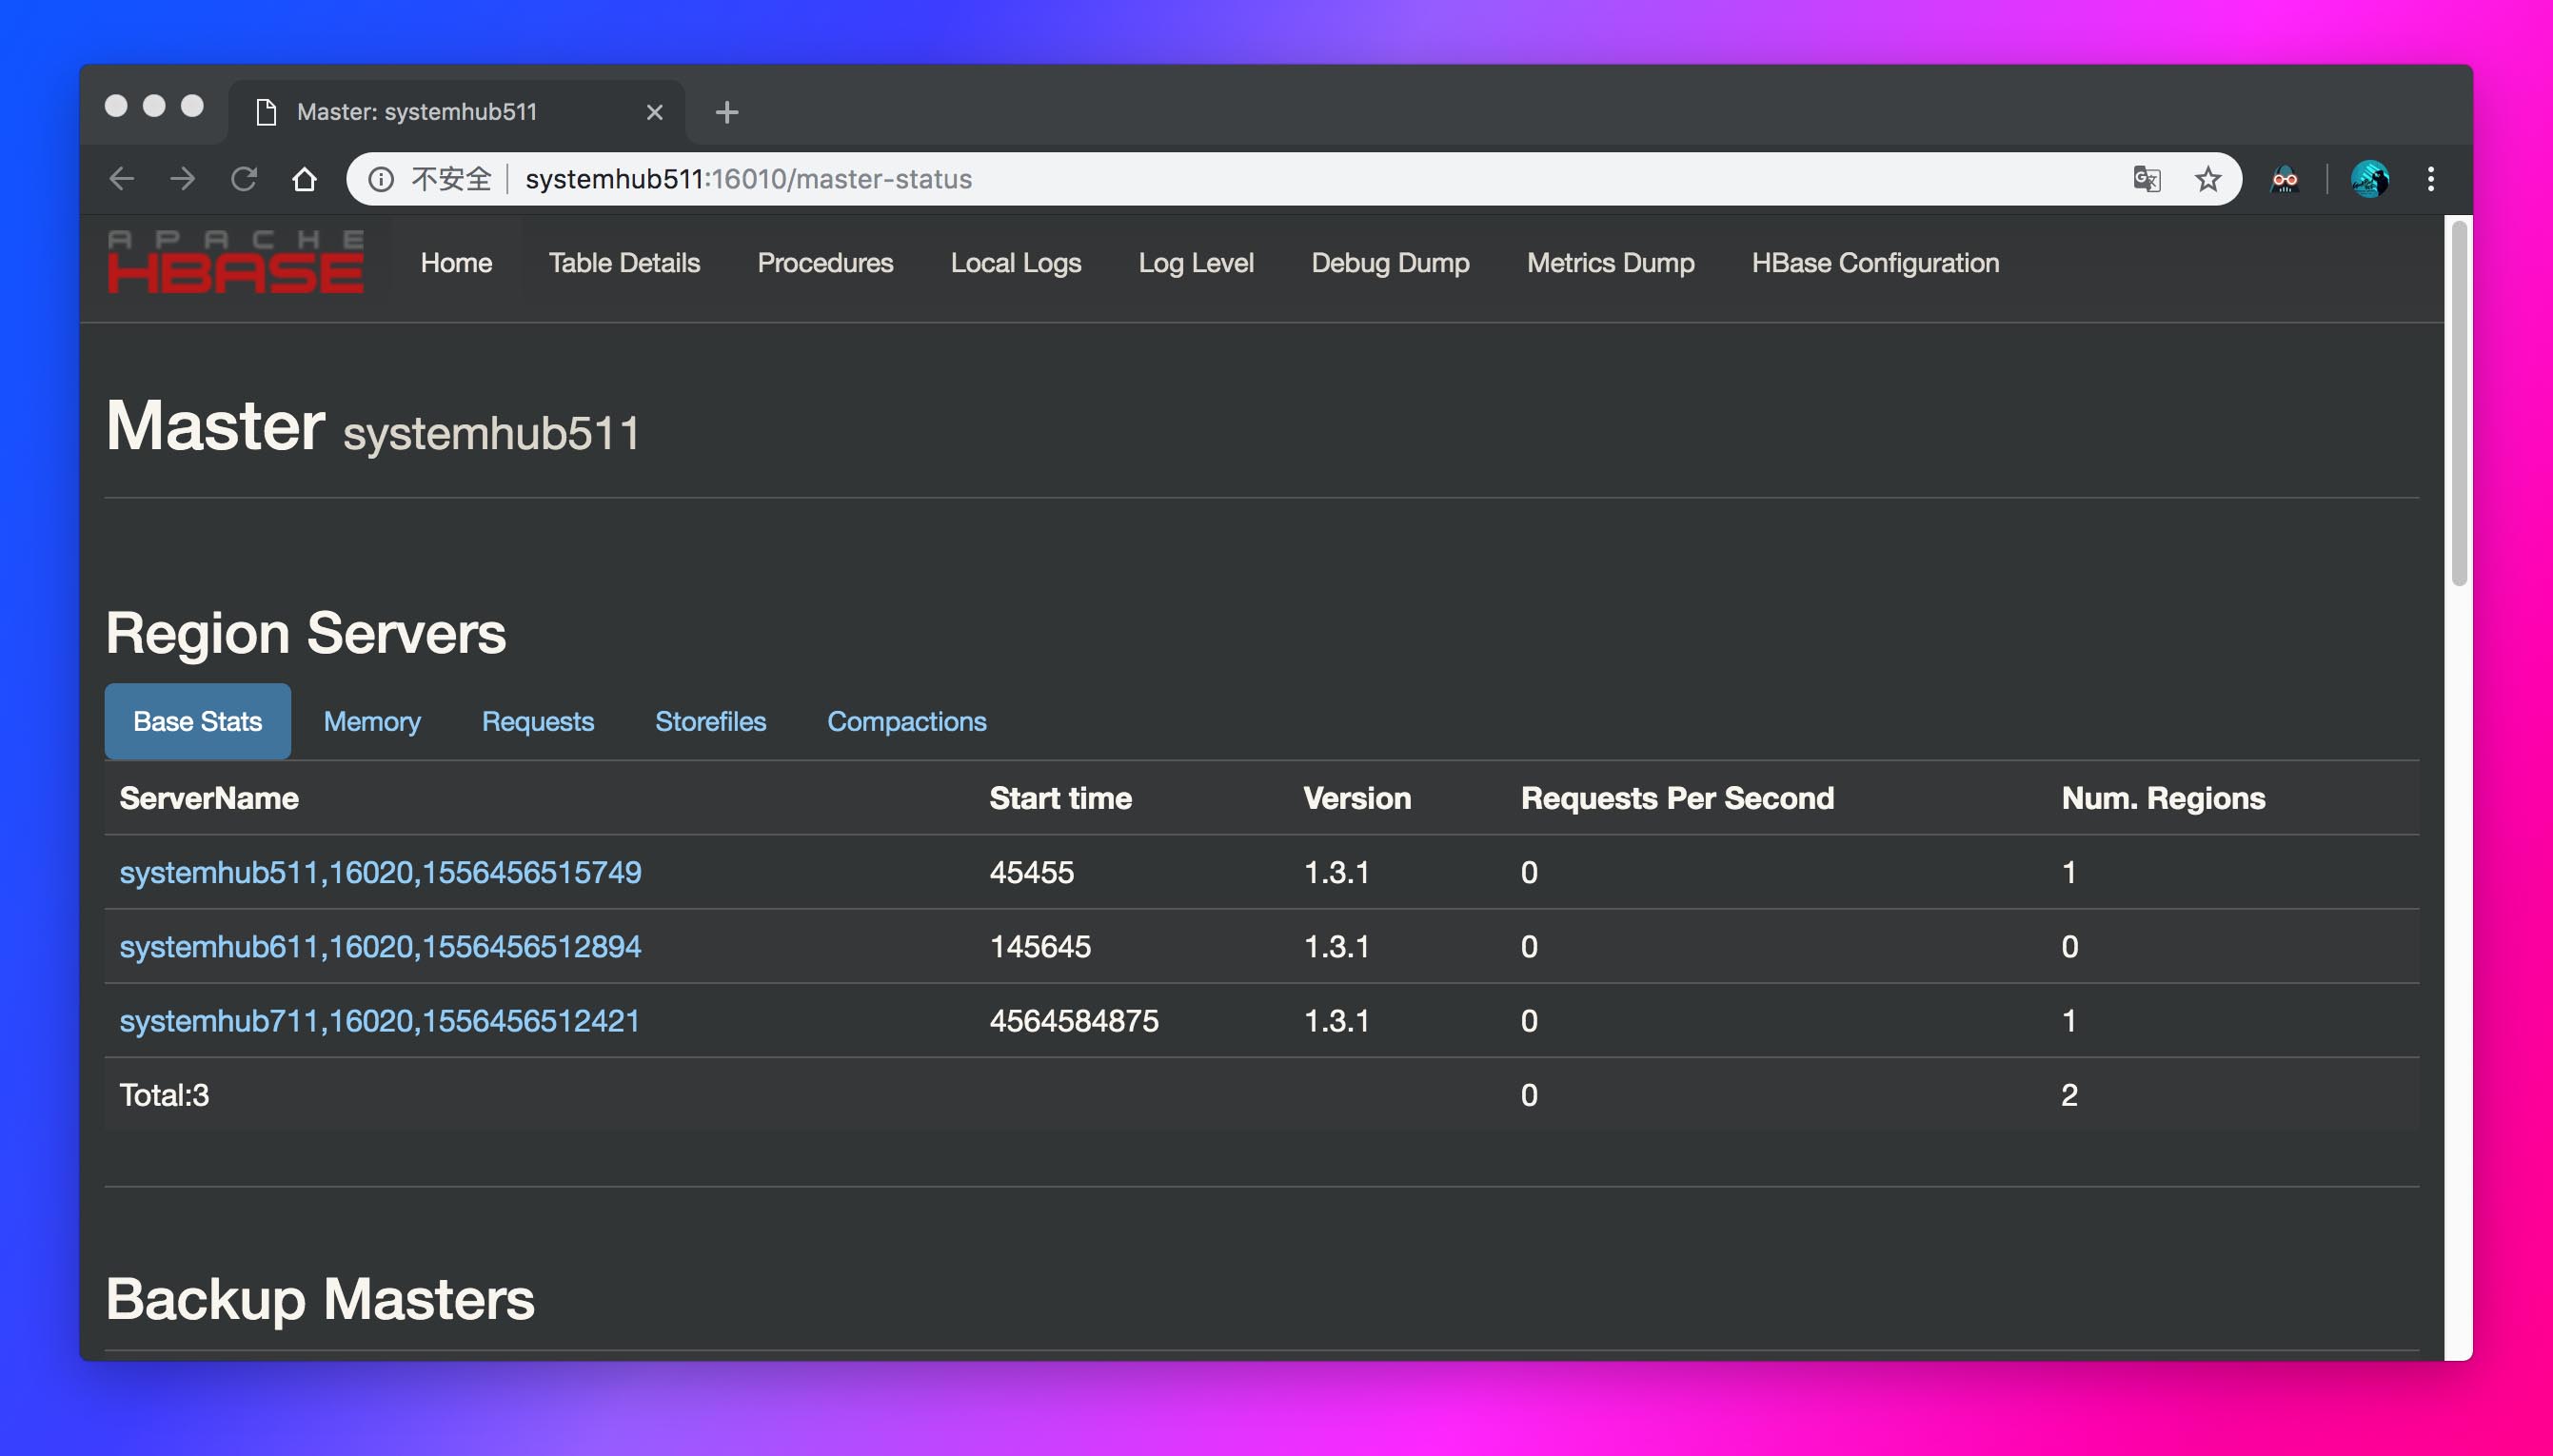 Master: systemhub511
不安全 systemhub511:16010/master-status
APACHE
HBASE
Home Table Details Procedures Local Logs Log Level Debug Dump Metrics Dump HBase Configuration
Master systemhub511
Region Servers
Base Stats Memory Requests Storefiles Compactions
ServerName Start time Version Requests Per Second Num. Regions
systemhub511,16020,1556456515749 45455 1.3.1 0 1
systemhub611,16020,1556456512894 145645 1.3.1 0 0
systemhub711,16020,1556456512421 4564584875 1.3.1 0 1
Total:3 0 2
Backup Masters